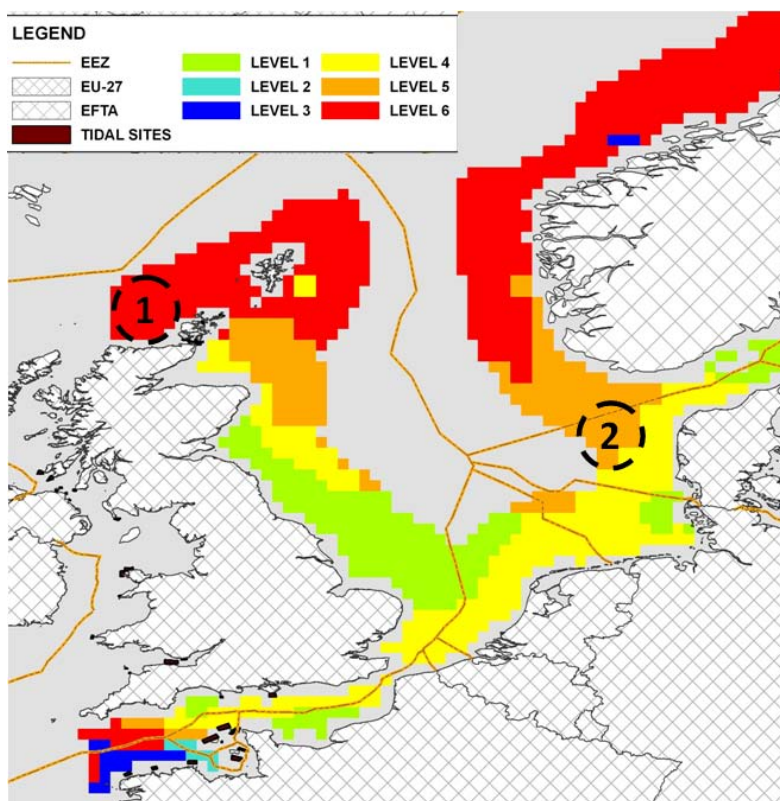 LEGEND
EEZ
EU-27
EFTA
TIDAL SITES
LEVEL 1
LEVEL 2
LEVEL 3
LEVEL 4
LEVEL 5
LEVEL 6
1
2